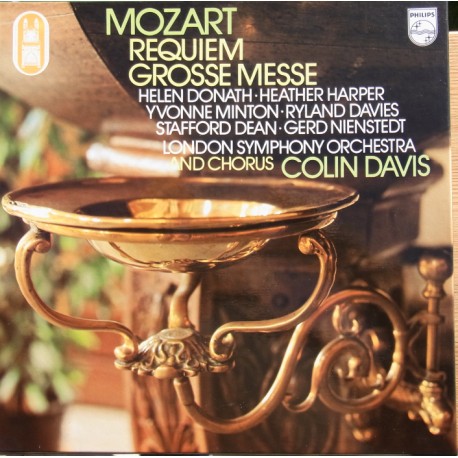 MOZART
REQUIEM
GROSSE MESSE
HELEN DONATH · HEATHER HARPER
YVONNE MINTON · RYLAND DAVIES
STAFFORD DEAN · GERD NIENSTEDT
LONDON SYMPHONY ORCHESTRA
AND CHORUS COLIN DAVIS
PHILIPS